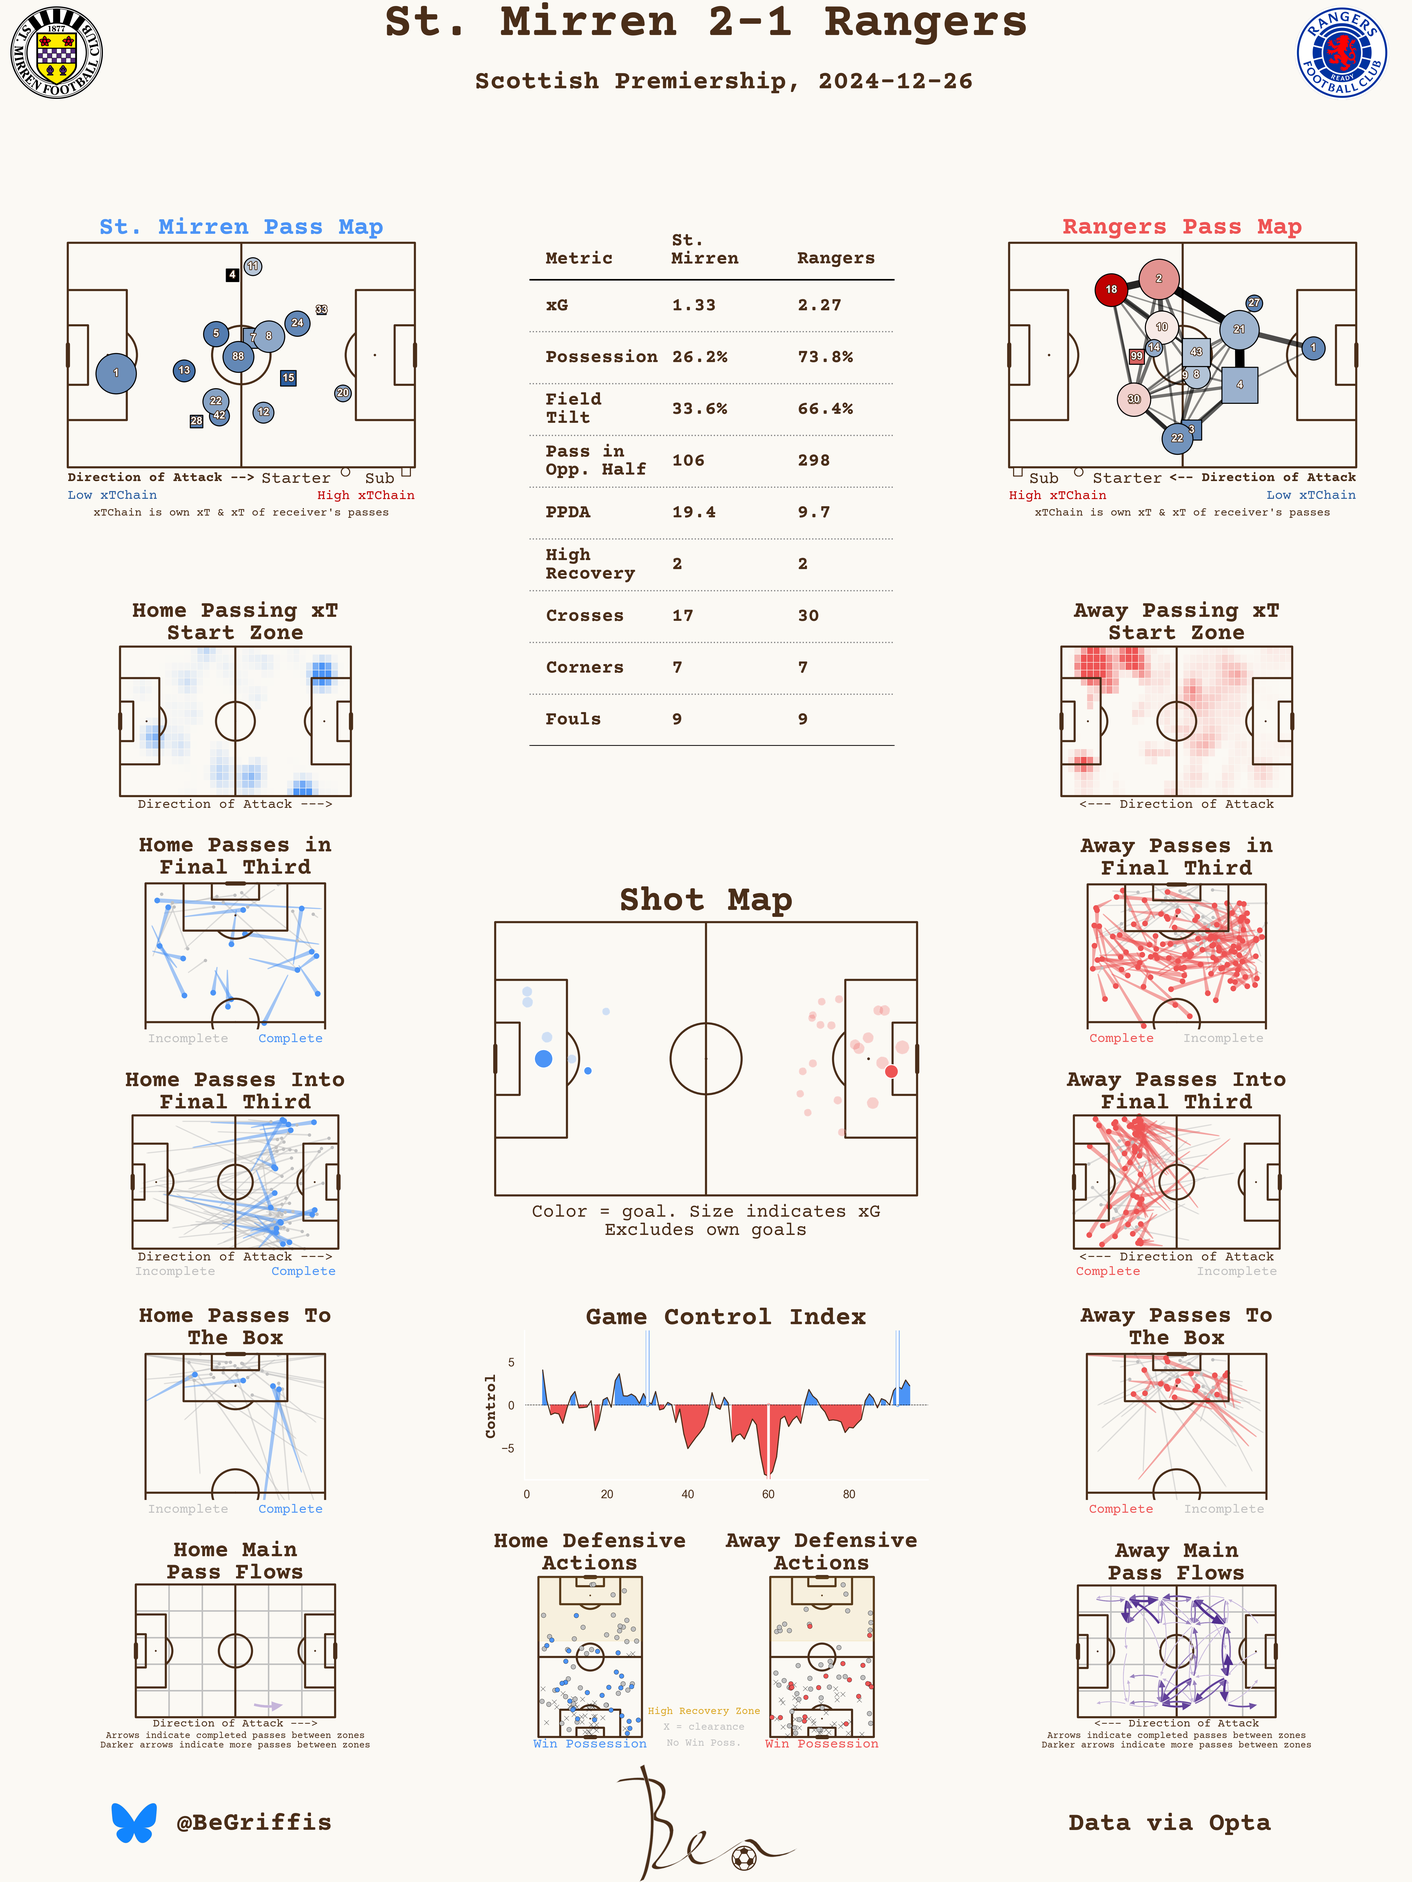 St. Mirren 2-1 Rangers
Scottish Premiership, 2024-12-26
1877
ST. MIRREN FOOTBALL CLUB
RANGERS
READY
FOOTBALL CLUB
St. Mirren Pass Map
4
11
33
24
5
7
8
88
1
13
15
20
22
42
12
28
Direction of Attack --> Starter Sub
Low xTChain High xTChain
xTChain is own xT & xT of receiver's passes
Metric St. Mirren Rangers
xG 1.33 2.27
Possession 26.2% 73.8%
Field Tilt 33.6% 66.4%
Pass in Opp. Half 106 298
PPDA 19.4 9.7
High Recovery 2 2
Crosses 17 30
Corners 7 7
Fouls 9 9
Rangers Pass Map
18
2
27
10
21
14
99
43
1
9
8
4
30
3
22
Sub Starter <-- Direction of Attack
High xTChain Low xTChain
xTChain is own xT & xT of receiver's passes
Home Passing xT
Start Zone
Direction of Attack --->
Away Passing xT
Start Zone
<--- Direction of Attack
Home Passes in
Final Third
Incomplete Complete
Away Passes in
Final Third
Complete Incomplete
Shot Map
Color = goal. Size indicates xG
Excludes own goals
Home Passes Into
Final Third
Direction of Attack --->
Incomplete Complete
Away Passes Into
Final Third
<--- Direction of Attack
Complete Incomplete
Home Passes To
The Box
Incomplete Complete
Game Control Index
Control
5
0
−5
0 20 40 60 80
Away Passes To
The Box
Complete Incomplete
Home Main
Pass Flows
Direction of Attack --->
Arrows indicate completed passes between zones
Darker arrows indicate more passes between zones
Home Defensive
Actions
Win Possession
Away Defensive
Actions
Win Possession
High Recovery Zone
X = clearance
No Win Poss.
Away Main
Pass Flows
<--- Direction of Attack
Arrows indicate completed passes between zones
Darker arrows indicate more passes between zones
@BeGriffis
Ben
Data via Opta